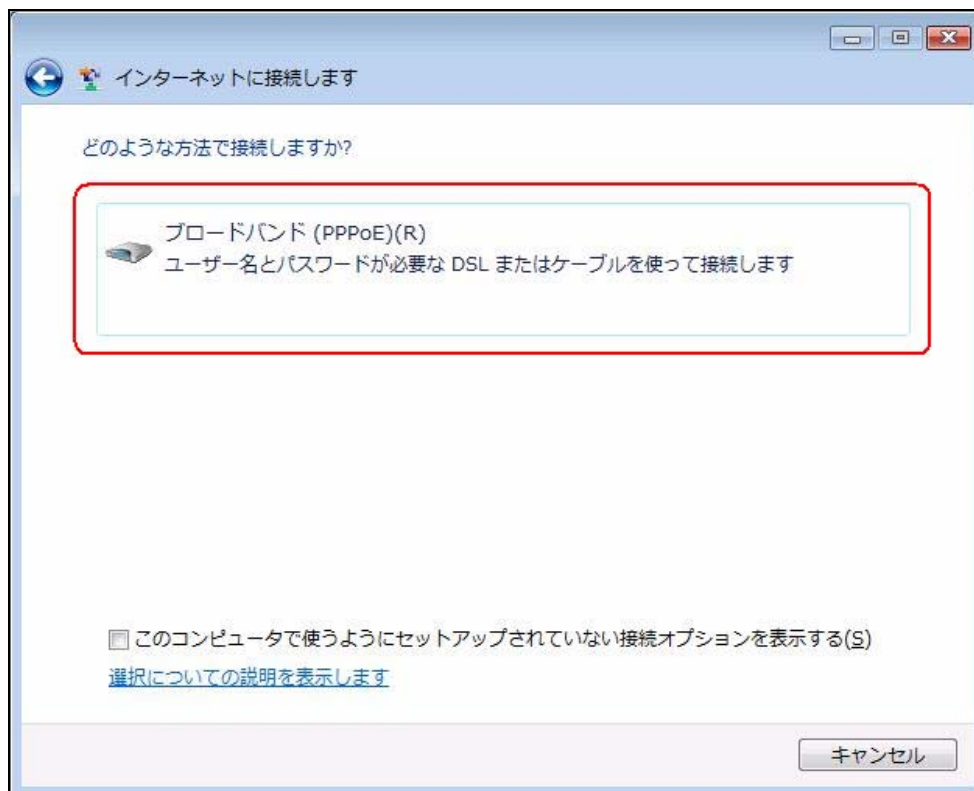 インターネットに接続します
どのような方法で接続しますか?
ブロードバンド (PPPoE)(R)
ユーザー名とパスワードが必要な DSL またはケーブルを使って接続します
このコンピュータで使うようにセットアップされていない接続オプションを表示する(S)
選択についての説明を表示します
キャンセル